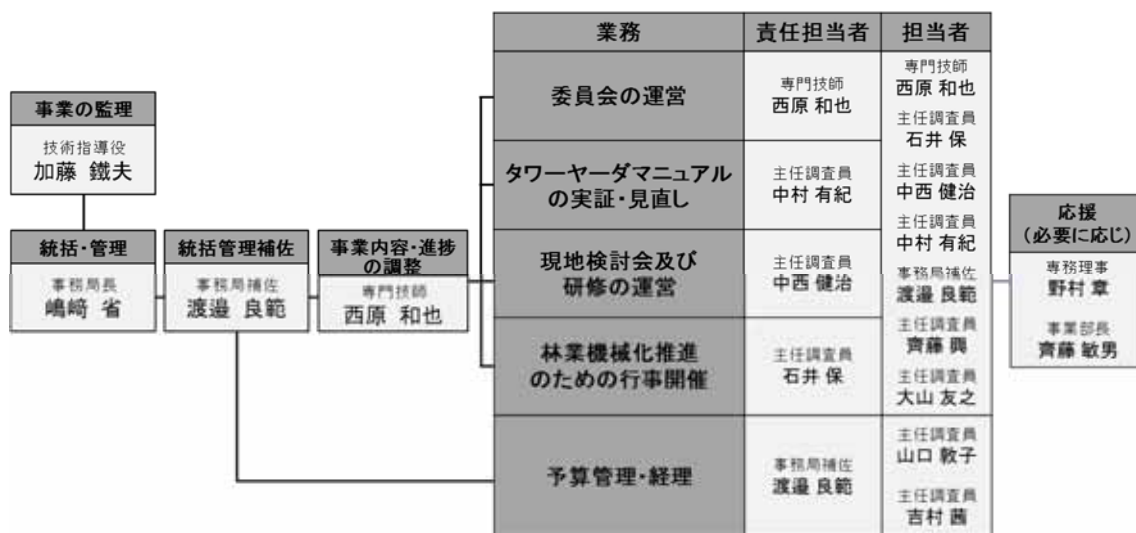 事業の監理
技術指導役
加藤 鐵夫
統括・管理
事務局長
嶋﨑 省
統括管理補佐
事務局補佐
渡邉 良範
事業内容・進捗
の調整
専門技師
西原 和也
業務
責任担当者
担当者
委員会の運営
専門技師
西原 和也
タワーヤーダマニュアル
の実証・見直し
主任調査員
中村 有紀
現地検討会及び
研修の運営
主任調査員
中西 健治
林業機械化推進
のための行事開催
主任調査員
石井 保
予算管理・経理
事務局補佐
渡邉 良範
専門技師
西原 和也
主任調査員
石井 保
主任調査員
中西 健治
主任調査員
中村 有紀
事務局補佐
渡邉 良範
主任調査員
齊藤 興
主任調査員
大山 友之
主任調査員
山口 敦子
主任調査員
吉村 茜
応援
（必要に応じ）
専務理事
野村 章
事業部長
齊藤 敏男